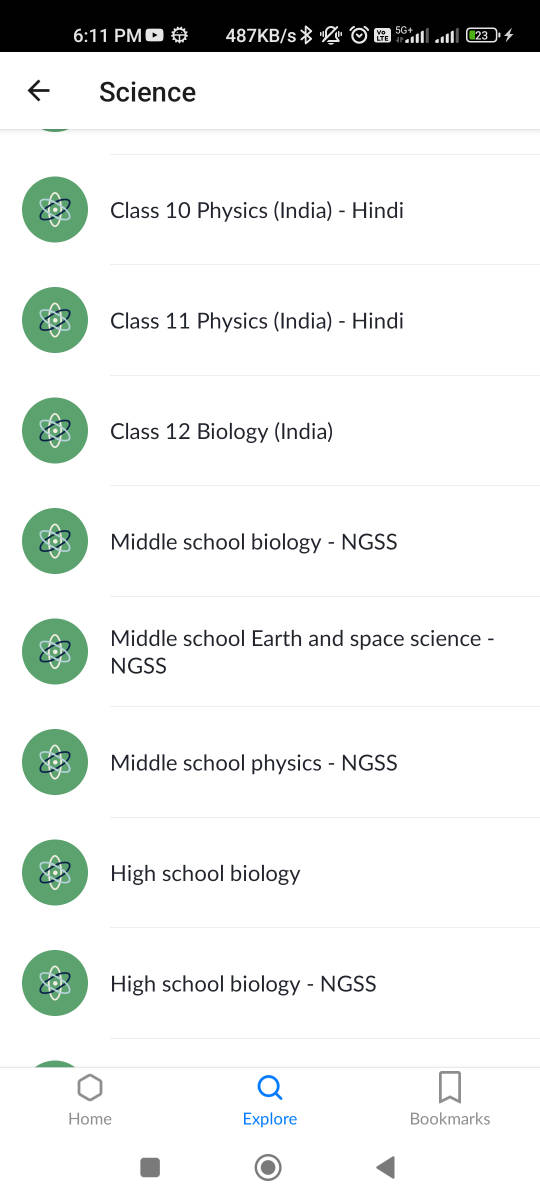 6:11 PM 487KB/s 5G+ 23
Science
Class 10 Physics (India) - Hindi
Class 11 Physics (India) - Hindi
Class 12 Biology (India)
Middle school biology - NGSS
Middle school Earth and space science -
NGSS
Middle school physics - NGSS
High school biology
High school biology - NGSS
Home Explore Bookmarks